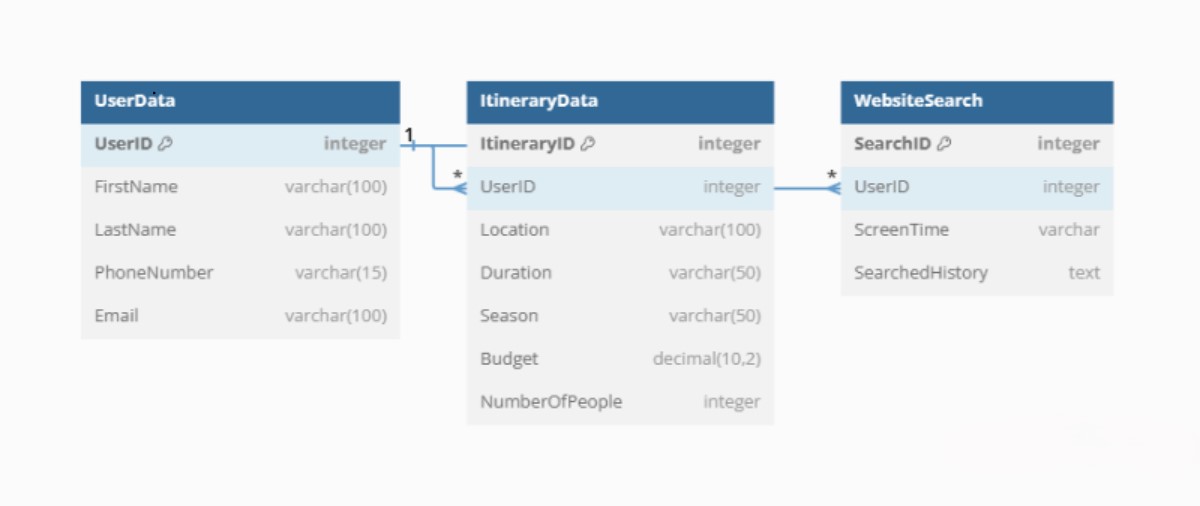 UserData
UserID integer
FirstName varchar(100)
LastName varchar(100)
PhoneNumber varchar(15)
Email varchar(100)
1
*
ItineraryData
ItineraryID integer
UserID integer
Location varchar(100)
Duration varchar(50)
Season varchar(50)
Budget decimal(10,2)
NumberOfPeople integer
*
WebsiteSearch
SearchID integer
UserID integer
ScreenTime varchar
SearchedHistory text